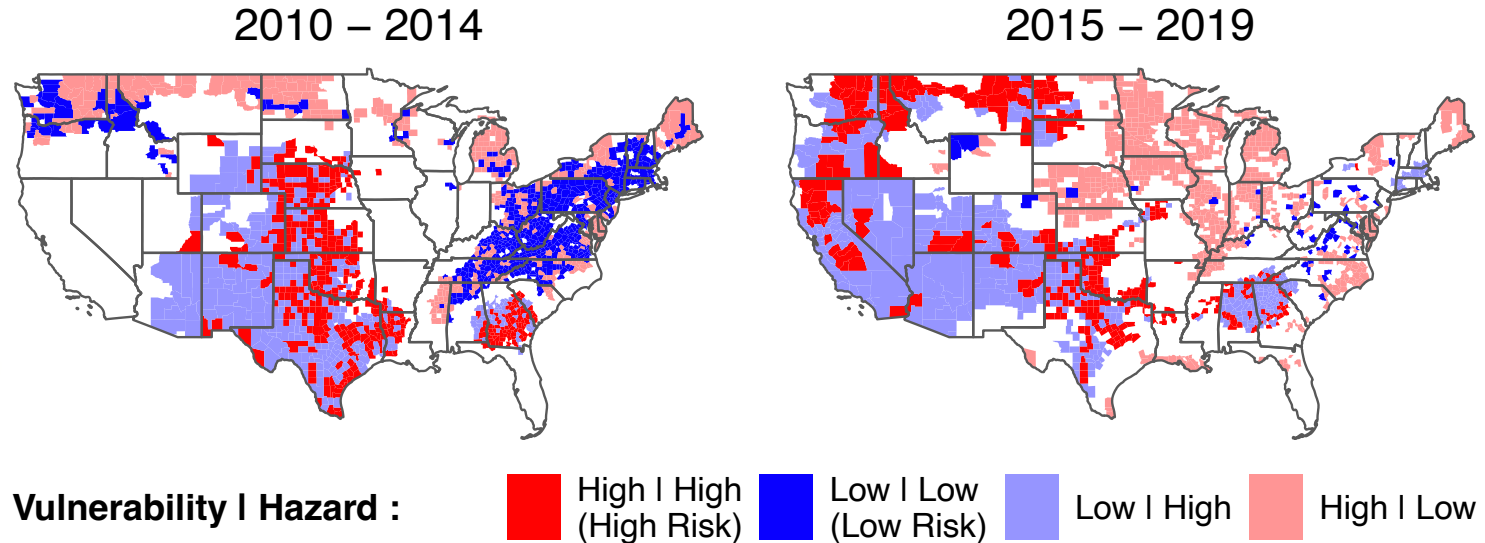 2010 – 2014
2015 – 2019
Vulnerability I Hazard :
High I High
(High Risk)
Low I Low
(Low Risk)
Low I High
High I Low